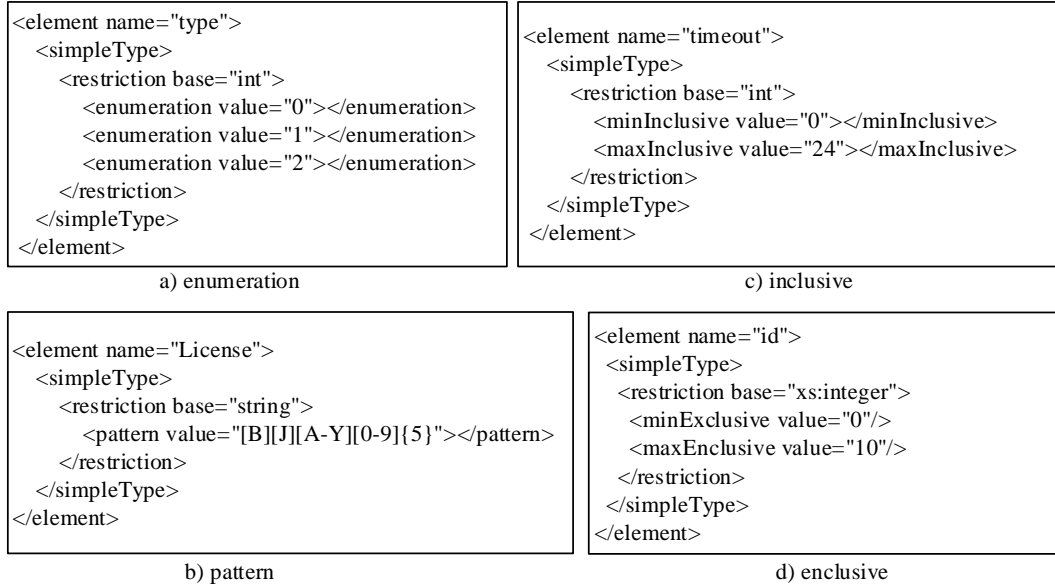 <element name="type">
<simpleType>
<restriction base="int">
<enumeration value="0"></enumeration>
<enumeration value="1"></enumeration>
<enumeration value="2"></enumeration>
</restriction>
</simpleType>
</element>
a) enumeration
<element name="timeout">
<simpleType>
<restriction base="int">
<minInclusive value="0"></minInclusive>
<maxInclusive value="24"></maxInclusive>
</restriction>
</simpleType>
</element>
c) inclusive
<element name="License">
<simpleType>
<restriction base="string">
<pattern value="[B][J][A-Y][0-9]{5}"></pattern>
</restriction>
</simpleType>
</element>
b) pattern
<element name="id">
<simpleType>
<restriction base="xs:integer">
<minExclusive value="0"/>
<maxEnclusive value="10"/>
</restriction>
</simpleType>
</element>
d) enclusive